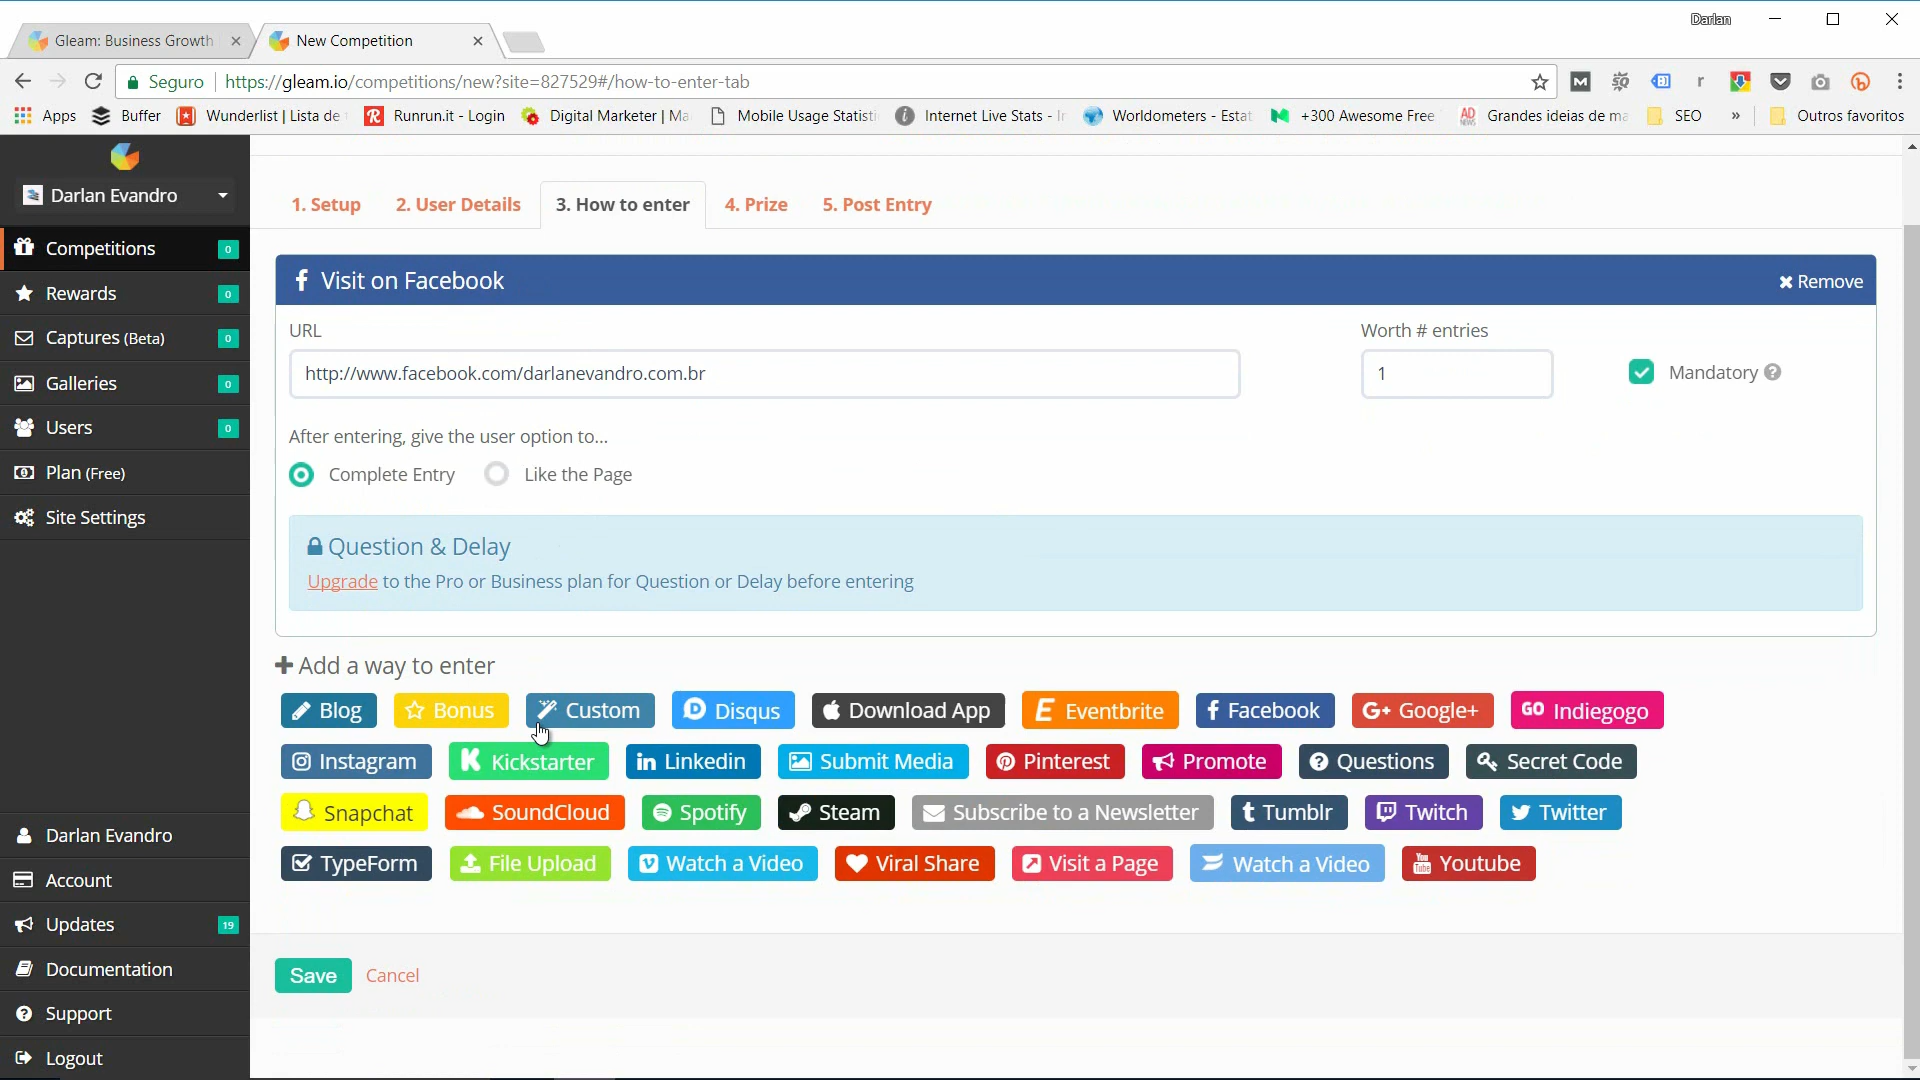 Darlan
Gleam: Business Growth
New Competition
Seguro
https://gleam.io/competitions/new?site=827529#/how-to-enter-tab
Apps
Buffer
Wunderlist | Lista de
Runrun.it - Login
Digital Marketer | Ma
Mobile Usage Statisti
Internet Live Stats - In
Worldometers - Estat
+300 Awesome Free
Grandes ideias de ma
SEO
»
Outros favoritos
Darlan Evandro
Competitions 0
Rewards 0
Captures (Beta) 0
Galleries 0
Users 0
Plan (Free)
Site Settings
Darlan Evandro
Account
Updates 19
Documentation
Support
Logout
1. Setup
2. User Details
3. How to enter
4. Prize
5. Post Entry
Visit on Facebook
Remove
URL
Worth # entries
http://www.facebook.com/darlanevandro.com.br
1
Mandatory
After entering, give the user option to...
Complete Entry
Like the Page
Question & Delay
Upgrade to the Pro or Business plan for Question or Delay before entering
Add a way to enter
Blog
Bonus
Custom
Disqus
Download App
Eventbrite
Facebook
G+ Google+
GO Indiegogo
Instagram
Kickstarter
in Linkedin
Submit Media
Pinterest
Promote
Questions
Secret Code
Snapchat
SoundCloud
Spotify
Steam
Subscribe to a Newsletter
Tumblr
Twitch
Twitter
TypeForm
File Upload
Watch a Video
Viral Share
Visit a Page
Watch a Video
Youtube
Save
Cancel